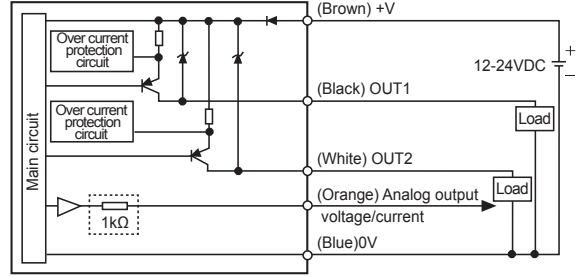 (Brown) +V
Over current
protection
circuit
12-24VDC
+
−
(Black) OUT1
Over current
protection
circuit
Load
Main circuit
(White) OUT2
(Orange) Analog output
voltage/current
Load
1kΩ
(Blue)0V